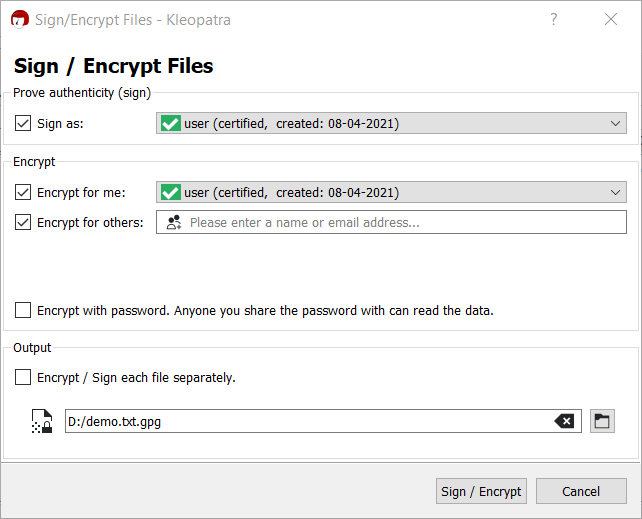 Sign/Encrypt Files - Kleopatra
?
Sign / Encrypt Files
Prove authenticity (sign)
Sign as:
user (certified, created: 08-04-2021)
Encrypt
Encrypt for me:
user (certified, created: 08-04-2021)
Encrypt for others:
Please enter a name or email address...
Encrypt with password. Anyone you share the password with can read the data.
Output
Encrypt / Sign each file separately.
D:/demo.txt.gpg
Sign / Encrypt
Cancel